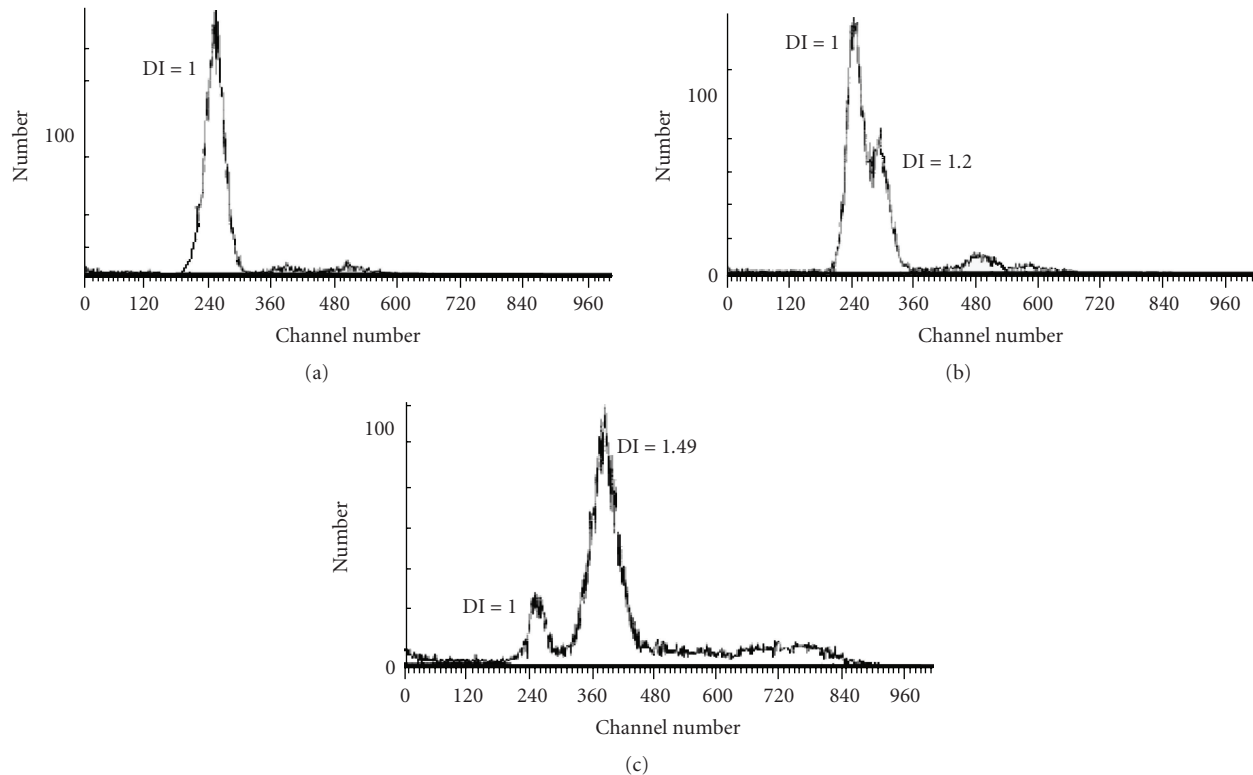 DI = 1
100
Number
0 120 240 360 480 600 720 840 960
Channel number
(a)
DI = 1
100
DI = 1.2
Number
0
0 120 240 360 480 600 720 840 960
Channel number
(b)
100
DI = 1.49
Number
DI = 1
0
0 120 240 360 480 600 720 840 960
Channel number
(c)